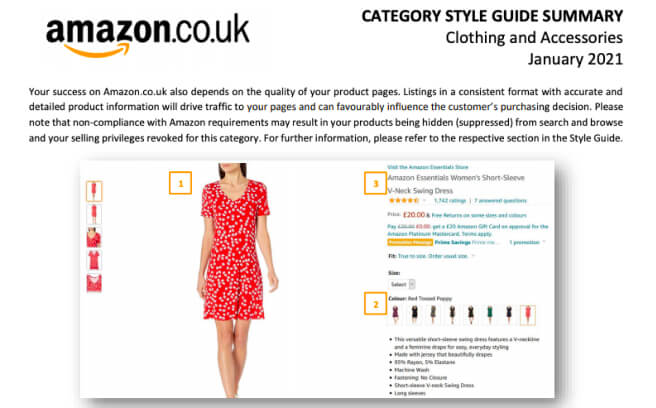 amazon.co.uk
CATEGORY STYLE GUIDE SUMMARY
Clothing and Accessories
January 2021
Your success on Amazon.co.uk also depends on the quality of your product pages. Listings in a consistent format with accurate and
detailed product information will drive traffic to your pages and can favourably influence the customer's purchasing decision. Please
note that non-compliance with Amazon requirements may result in your products being hidden (suppressed) from search and browse
and your selling privileges revoked for this category. For further information, please refer to the respective section in the Style Guide.
1
3
Visit the Amazon Essentials Store
Amazon Essentials Women's Short-Sleeve
V-Neck Swing Dress
1,742 ratings | 7 answered questions
Price: £20.00 & Free Returns on some sizes and colours
Pay £20.00 £0.00: get a £20 Amazon Gift Card on approval for the
Amazon Platinum Mastercard. Terms apply.
Promotion Message Prime Savings Prime me... 1 promotion
Fit: True to size. Order usual size.
Size:
Select
2
Colour: Red Tossed Poppy
• This versatile short-sleeve swing dress features a V-neckline
and a feminine drape for easy, everyday styling
• Made with jersey that beautifully drapes
• 95% Rayon, 5% Elastane
• Machine Wash
• Fastening: No Closure
• Short-sleeve V-neck Swing Dress
• Long sleeves